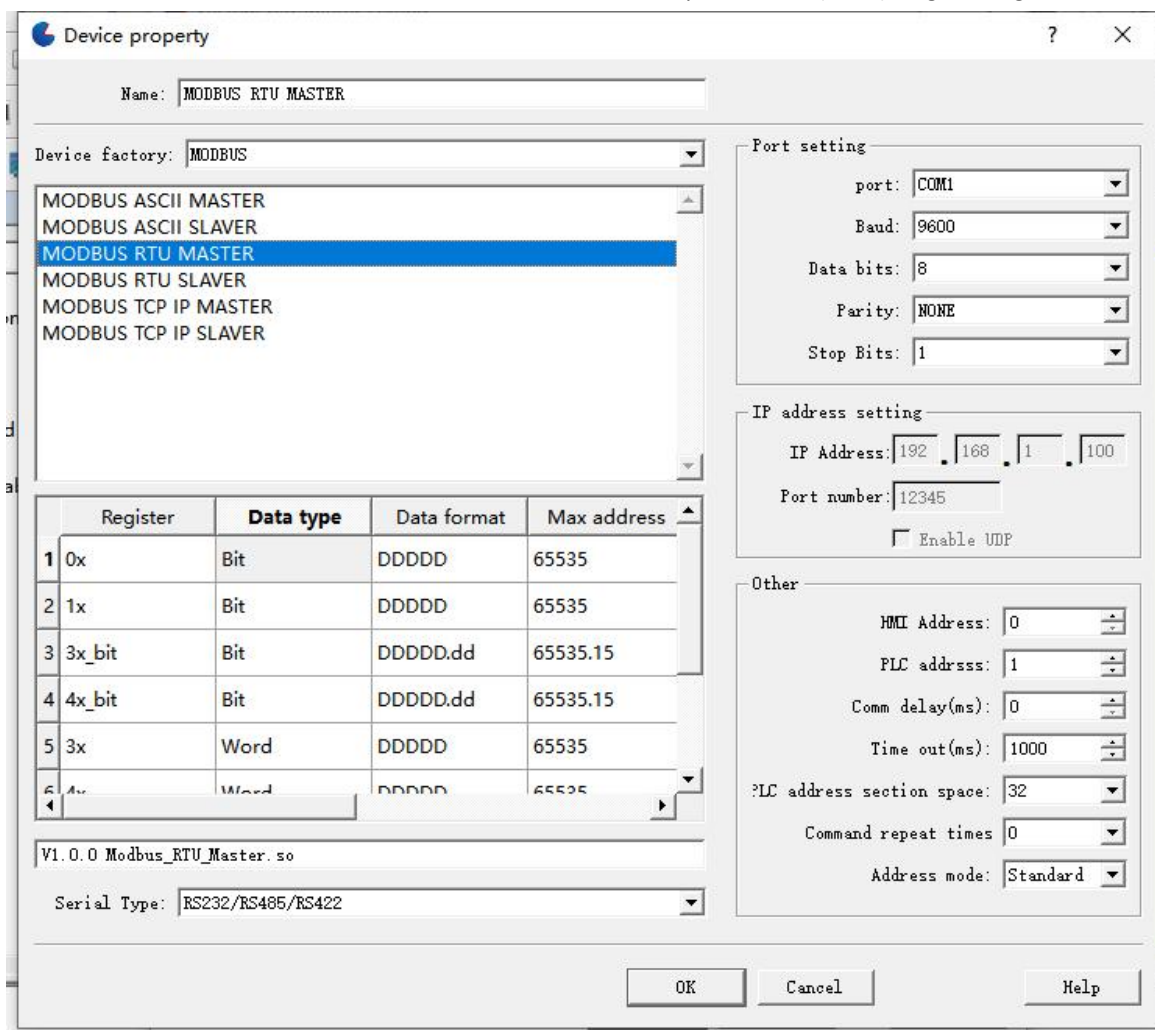 Device property
Name: MODBUS RTU MASTER
Device factory: MODBUS
MODBUS ASCII MASTER
MODBUS ASCII SLAVER
MODBUS RTU MASTER
MODBUS RTU SLAVER
MODBUS TCP IP MASTER
MODBUS TCP IP SLAVER
Register Data type Data format Max address
1 0x Bit DDDDD 65535
2 1x Bit DDDDD 65535
3 3x_bit Bit DDDDD.dd 65535.15
4 4x_bit Bit DDDDD.dd 65535.15
5 3x Word DDDDD 65535
6 4x Word DDDDD 65535
V1.0.0 Modbus_RTU_Master.so
Serial Type: RS232/RS485/RS422
Port setting
port: COM1
Baud: 9600
Data bits: 8
Parity: NONE
Stop Bits: 1
IP address setting
IP Address: 192 . 168 . 1 . 100
Port number: 12345
Enable UDP
Other
HMI Address: 0
PLC addrsss: 1
Comm delay(ms): 0
Time out(ms): 1000
PLC address section space: 32
Command repeat times 0
Address mode: Standard
OK Cancel Help